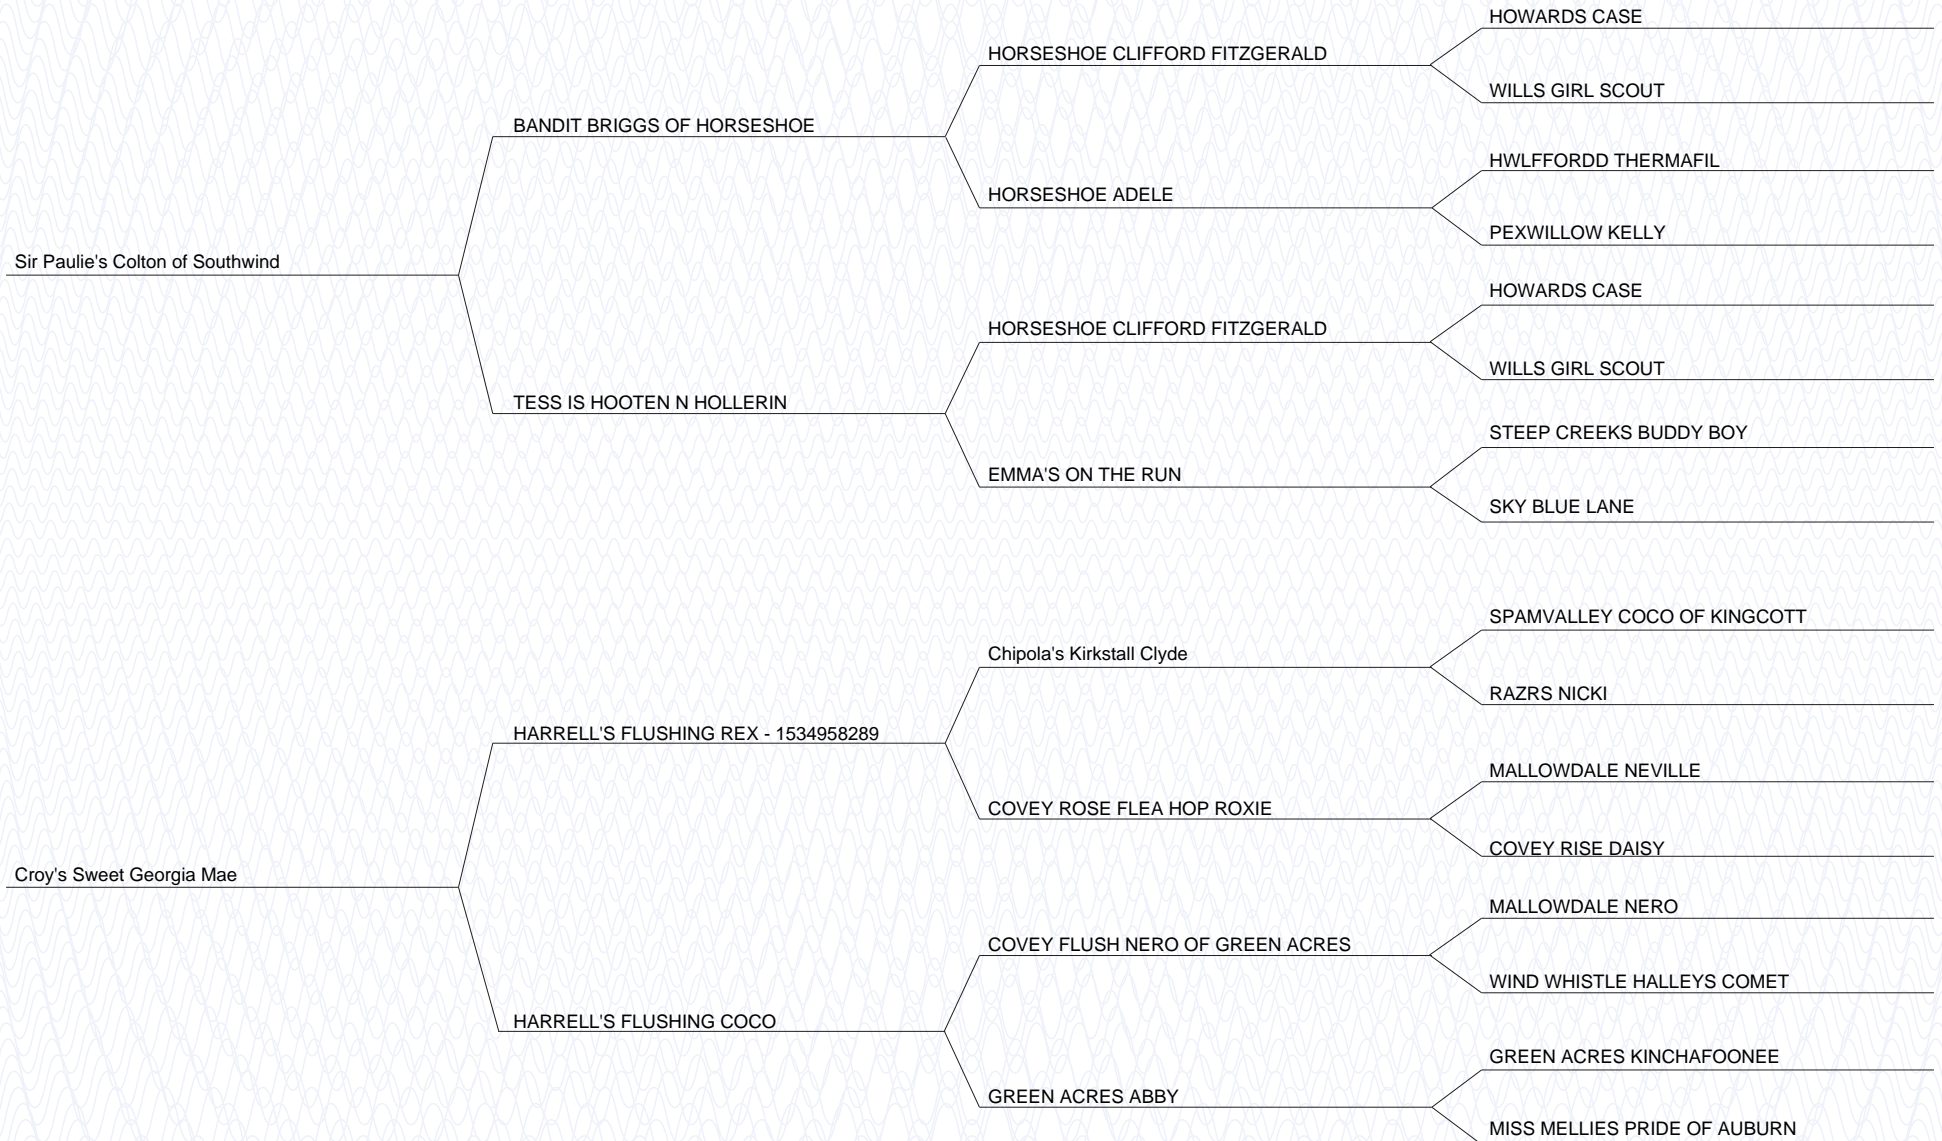 HOWARDS CASE
HORSESHOE CLIFFORD FITZGERALD
WILLS GIRL SCOUT
BANDIT BRIGGS OF HORSESHOE
HWLFFORDD THERMAFIL
HORSESHOE ADELE
PEXWILLOW KELLY
Sir Paulie's Colton of Southwind
HOWARDS CASE
HORSESHOE CLIFFORD FITZGERALD
WILLS GIRL SCOUT
TESS IS HOOTEN N HOLLERIN
STEEP CREEKS BUDDY BOY
EMMA'S ON THE RUN
SKY BLUE LANE
SPAMVALLEY COCO OF KINGCOTT
Chipola's Kirkstall Clyde
RAZRS NICKI
HARRELL'S FLUSHING REX - 1534958289
MALLOWDALE NEVILLE
COVEY ROSE FLEA HOP ROXIE
COVEY RISE DAISY
Croy's Sweet Georgia Mae
MALLOWDALE NERO
COVEY FLUSH NERO OF GREEN ACRES
WIND WHISTLE HALLEYS COMET
HARRELL'S FLUSHING COCO
GREEN ACRES KINCHAFOONEE
GREEN ACRES ABBY
MISS MELLIES PRIDE OF AUBURN